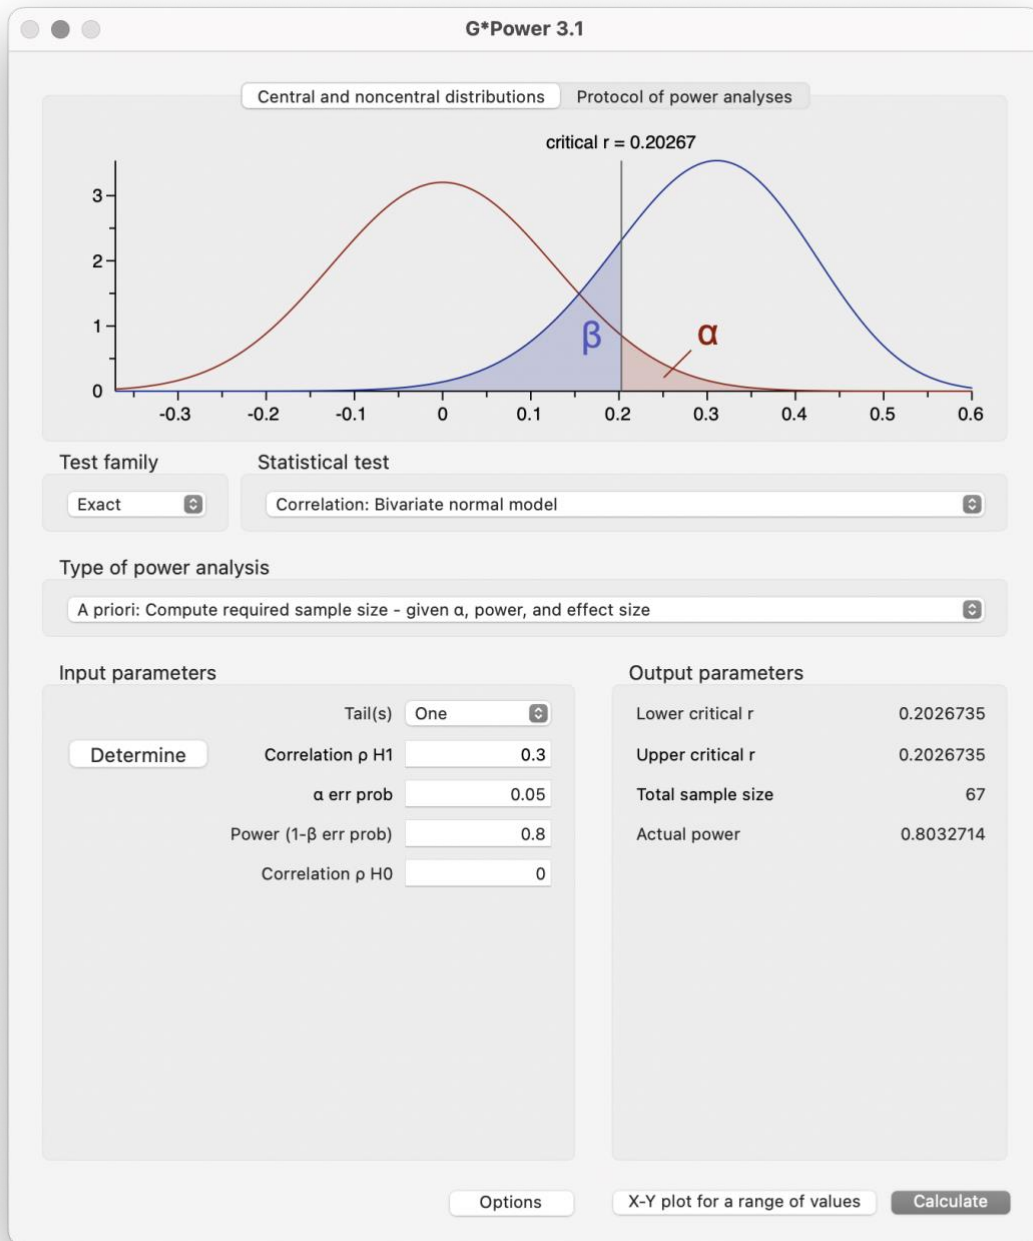 G*Power 3.1
Central and noncentral distributions Protocol of power analyses
critical r = 0.20267
3
2
1
0
β α
-0.3 -0.2 -0.1 0 0.1 0.2 0.3 0.4 0.5 0.6
Test family Statistical test
Exact Correlation: Bivariate normal model
Type of power analysis
A priori: Compute required sample size - given α, power, and effect size
Input parameters Output parameters
Tail(s) One Lower critical r 0.2026735
Determine Correlation ρ H1 0.3 Upper critical r 0.2026735
α err prob 0.05 Total sample size 67
Power (1-β err prob) 0.8 Actual power 0.8032714
Correlation ρ H0 0
Options X-Y plot for a range of values Calculate